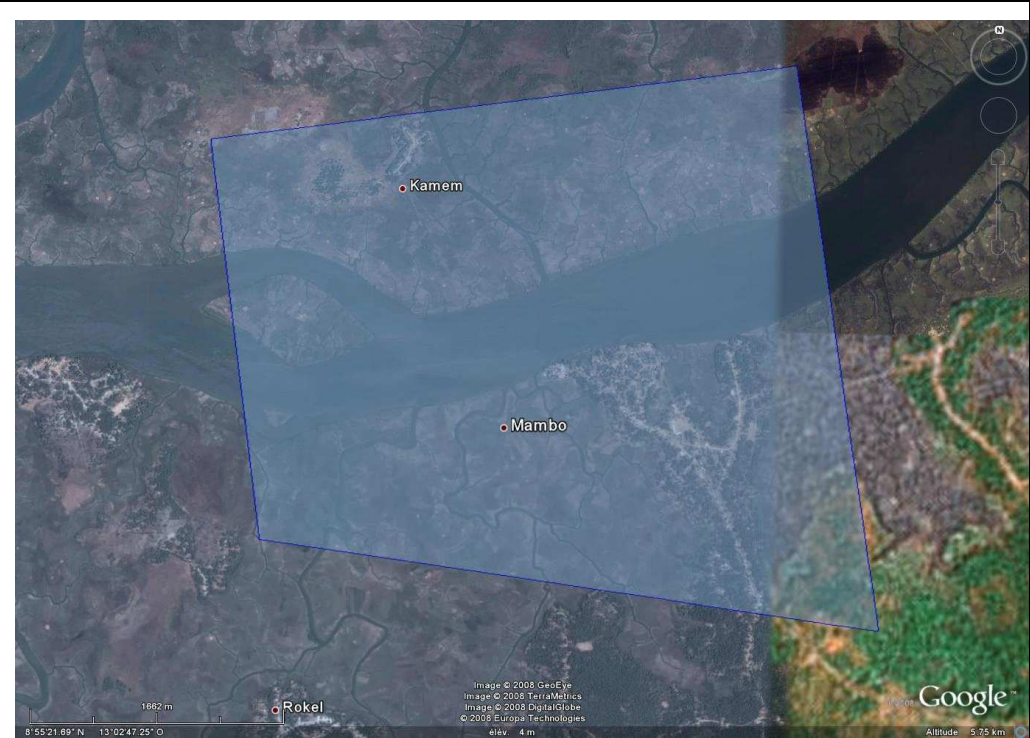 N
Kamem
Mambo
Image © 2008 GeoEye
Image © 2008 TerraMetrics
Image © 2008 DigitalGlobe
© 2008 Europa Technologies
1662 m
Rokel
Google™
8°55'21.69" N 13°02'47.25" O
élév. 4 m
Altitude 5.75 km